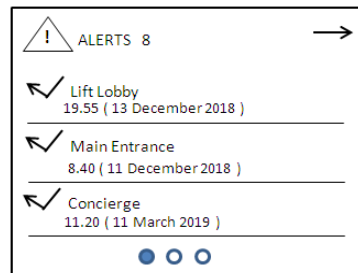 ! ALERTS 8
Lift Lobby
19.55 ( 13 December 2018 )
Main Entrance
8.40 ( 11 December 2018 )
Concierge
11.20 ( 11 March 2019 )